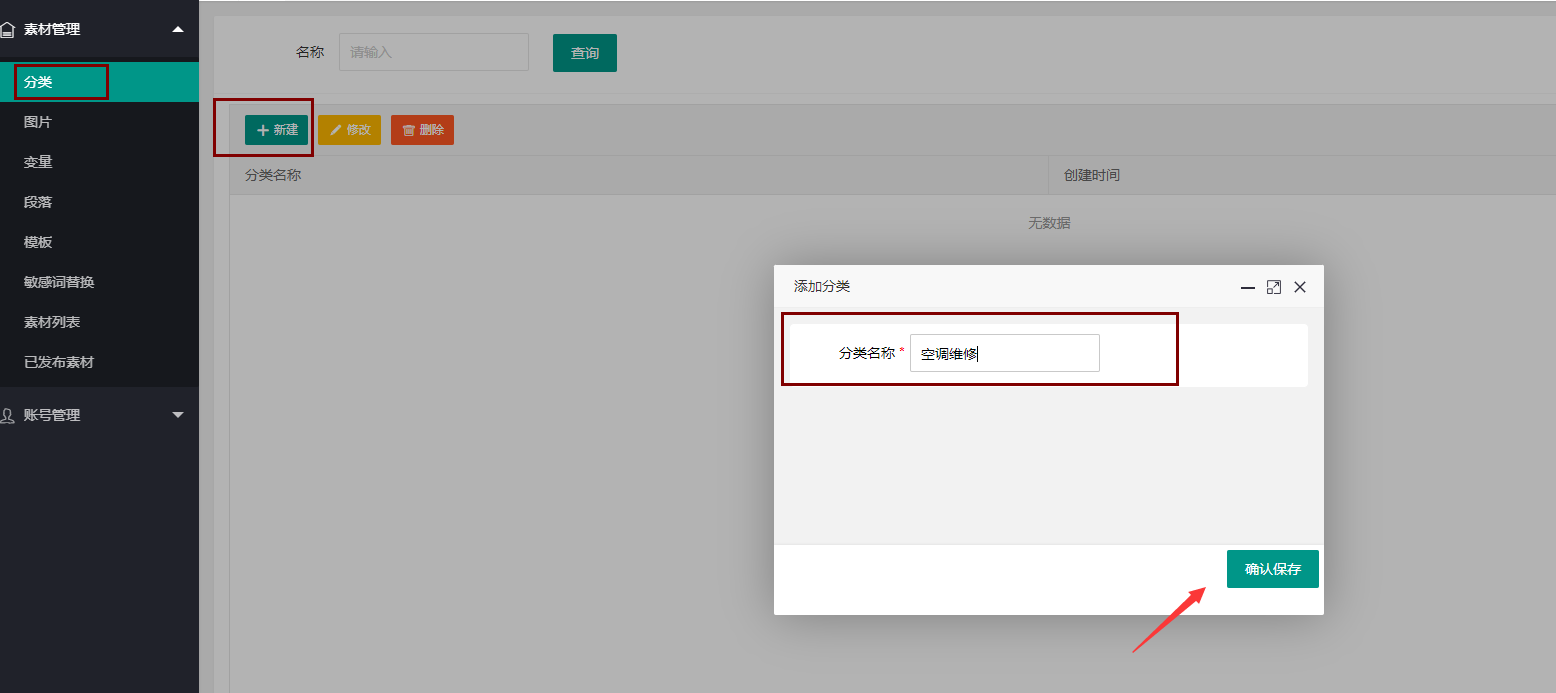 素材管理
分类
图片
变量
段落
模板
敏感词替换
素材列表
已发布素材
账号管理
名称 请输入 查询
新建 修改 删除
分类名称 创建时间
无数据
添加分类
分类名称 * 空调维修
确认保存